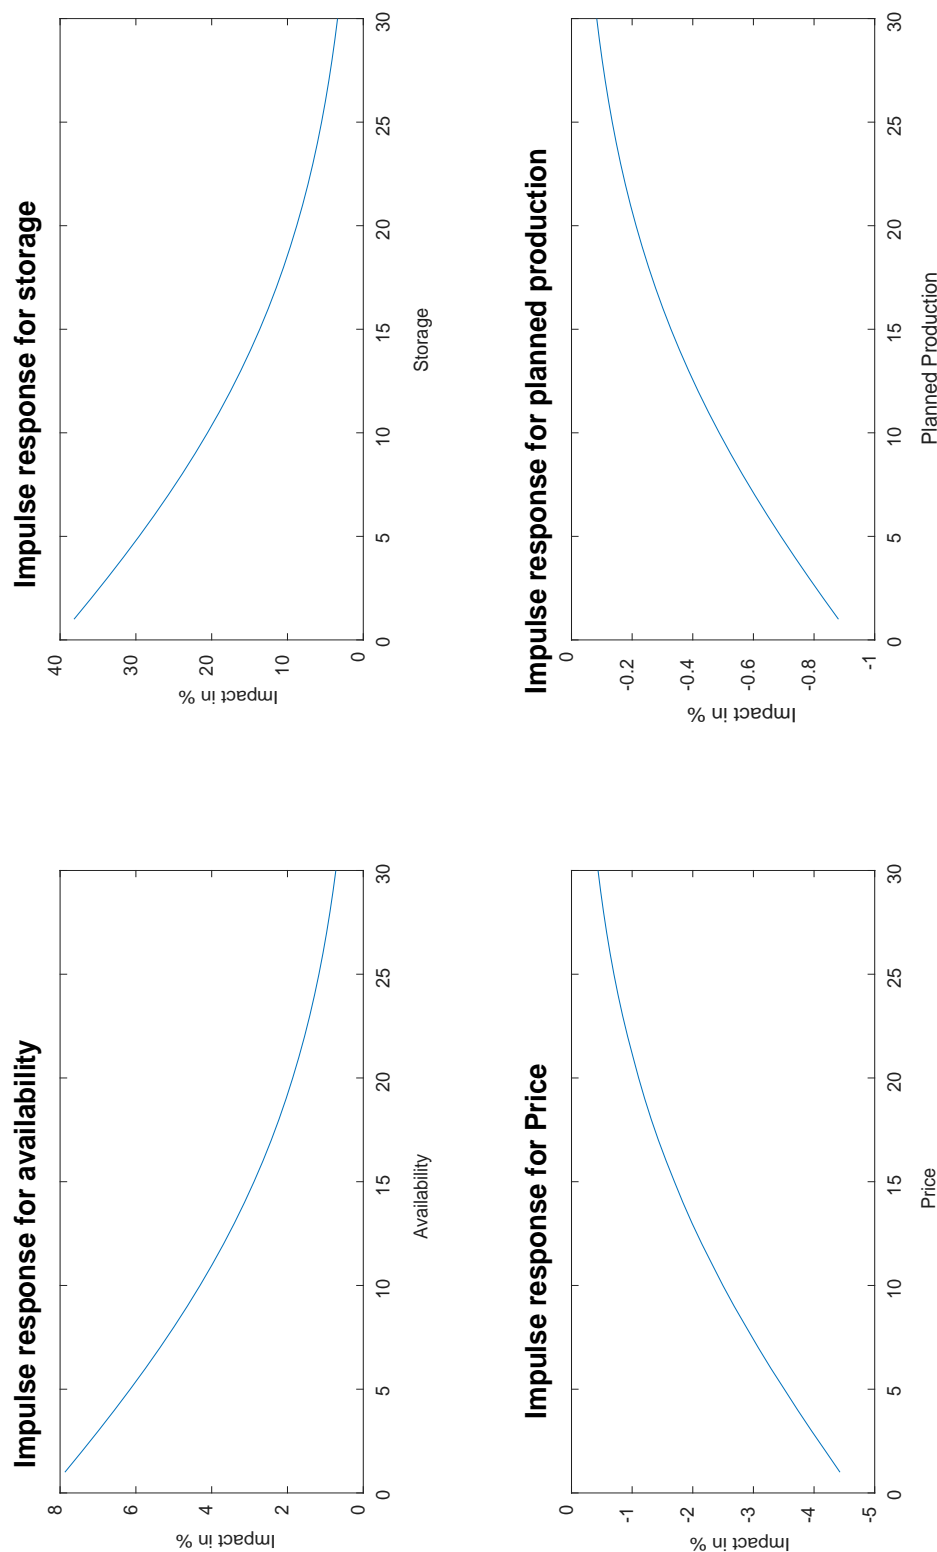 Impulse response for availability
8
6
4
2
0
Impact in %
0 5 10 15 20 25 30
Availability
Impulse response for storage
40
30
20
10
0
Impact in %
0 5 10 15 20 25 30
Storage
Impulse response for Price
0
-1
-2
-3
-4
-5
Impact in %
0 5 10 15 20 25 30
Price
Impulse response for planned production
0
-0.2
-0.4
-0.6
-0.8
-1
Impact in %
0 5 10 15 20 25 30
Planned Production